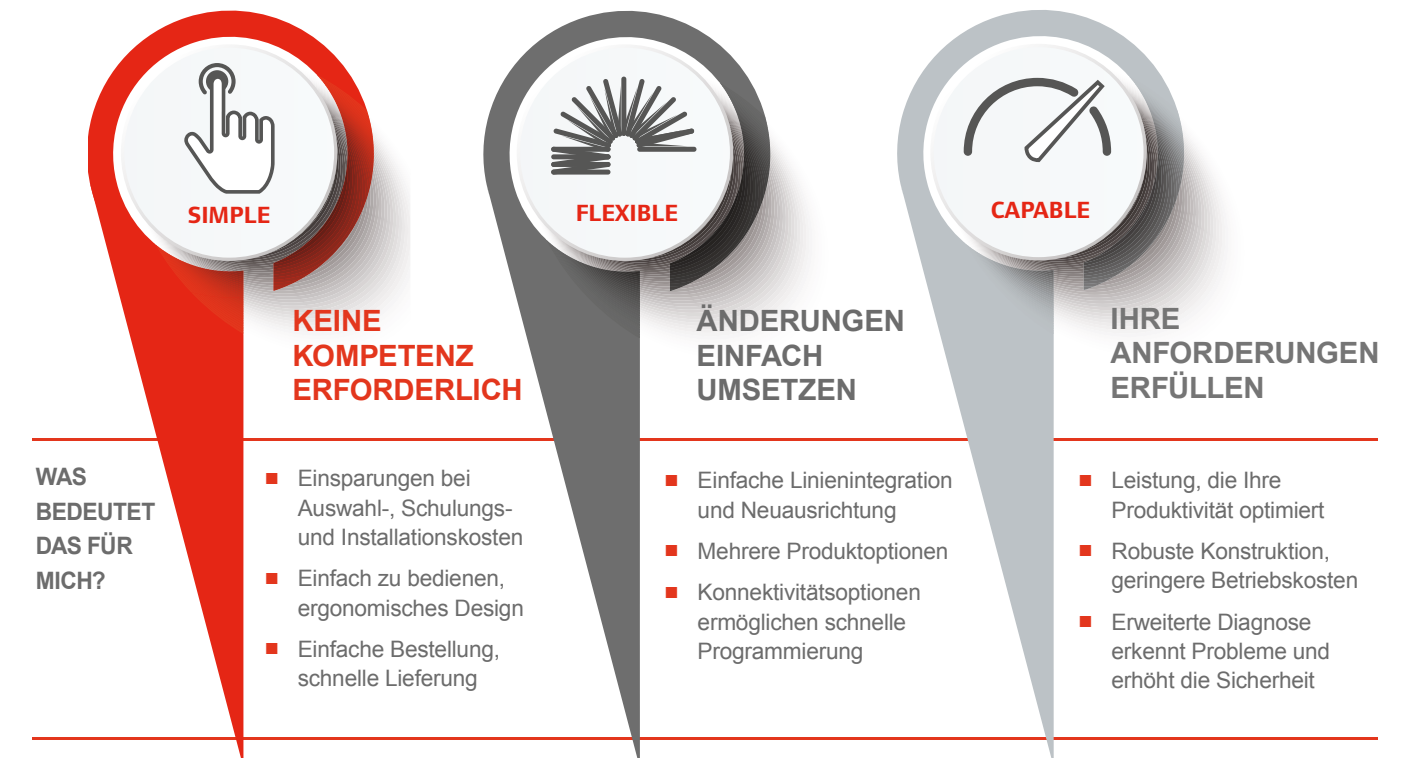 SIMPLE
FLEXIBLE
CAPABLE
KEINE
KOMPETENZ
ERFORDERLICH
ÄNDERUNGEN
EINFACH
UMSETZEN
IHRE
ANFORDERUNGEN
ERFÜLLEN
WAS
BEDEUTET
DAS FÜR
MICH?
Einsparungen bei
Auswahl-, Schulungs-
und Installationskosten
Einfach zu bedienen,
ergonomisches Design
Einfache Bestellung,
schnelle Lieferung
Einfache Linienintegration
und Neuausrichtung
Mehrere Produktoptionen
Konnektivitätsoptionen
ermöglichen schnelle
Programmierung
Leistung, die Ihre
Produktivität optimiert
Robuste Konstruktion,
geringere Betriebskosten
Erweiterte Diagnose
erkennt Probleme und
erhöht die Sicherheit